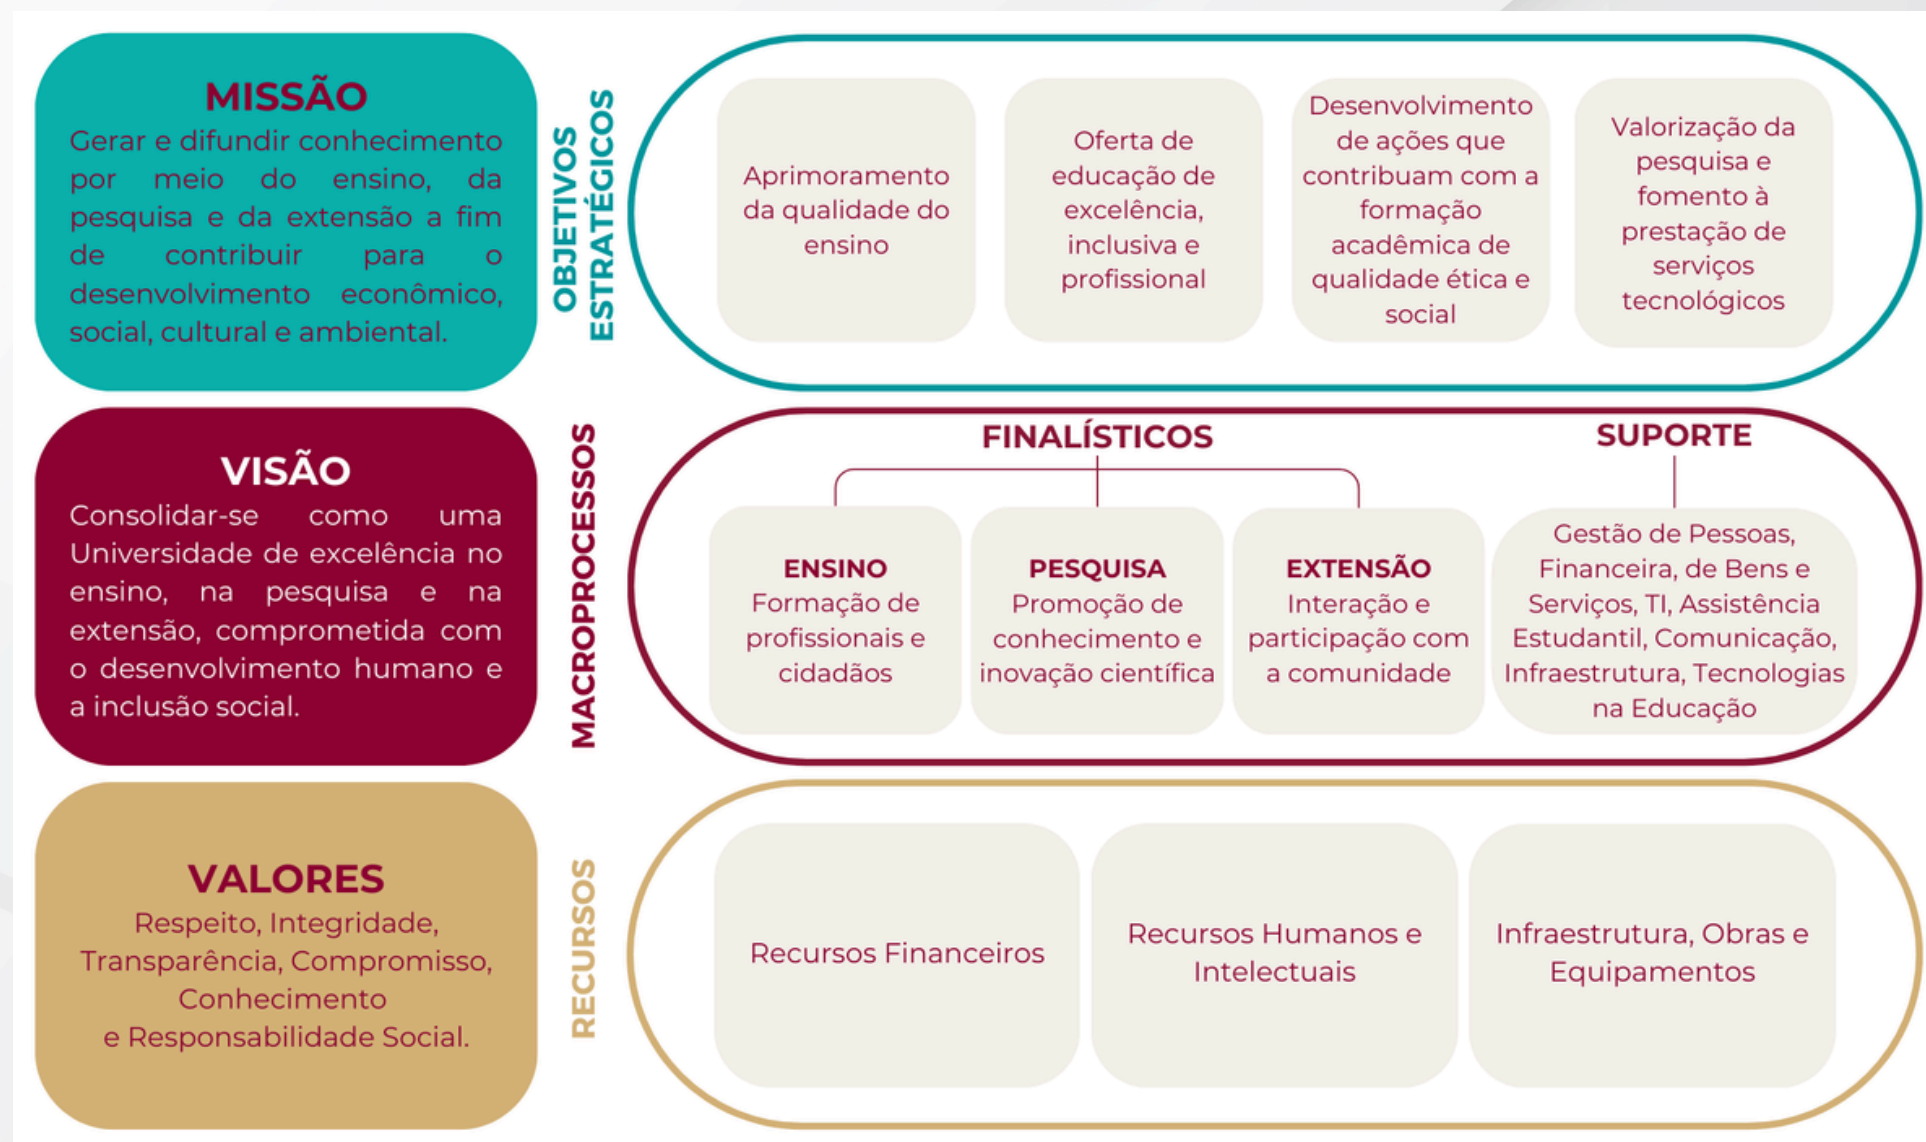 MISSÃO
Gerar e difundir conhecimento
por meio do ensino, da
pesquisa e da extensão a fim
de contribuir para o
desenvolvimento econômico,
social, cultural e ambiental.
OBJETIVOS
ESTRATÉGICOS
Aprimoramento
da qualidade do
ensino
Oferta de
educação de
excelência,
inclusiva e
profissional
Desenvolvimento
de ações que
contribuam com a
formação
acadêmica de
qualidade ética e
social
Valorização da
pesquisa e
fomento à
prestação de
serviços
tecnológicos
VISÃO
Consolidar-se como uma
Universidade de excelência no
ensino, na pesquisa e na
extensão, comprometida com
o desenvolvimento humano e
a inclusão social.
MACROPROCESSOS
FINALÍSTICOS
ENSINO
Formação de
profissionais e
cidadãos
PESQUISA
Promoção de
conhecimento e
inovação científica
EXTENSÃO
Interação e
participação com
a comunidade
SUPORTE
Gestão de Pessoas,
Financeira, de Bens e
Serviços, TI, Assistência
Estudantil, Comunicação,
Infraestrutura, Tecnologias
na Educação
VALORES
Respeito, Integridade,
Transparência, Compromisso,
Conhecimento
e Responsabilidade Social.
RECURSOS
Recursos Financeiros
Recursos Humanos e
Intelectuais
Infraestrutura, Obras e
Equipamentos